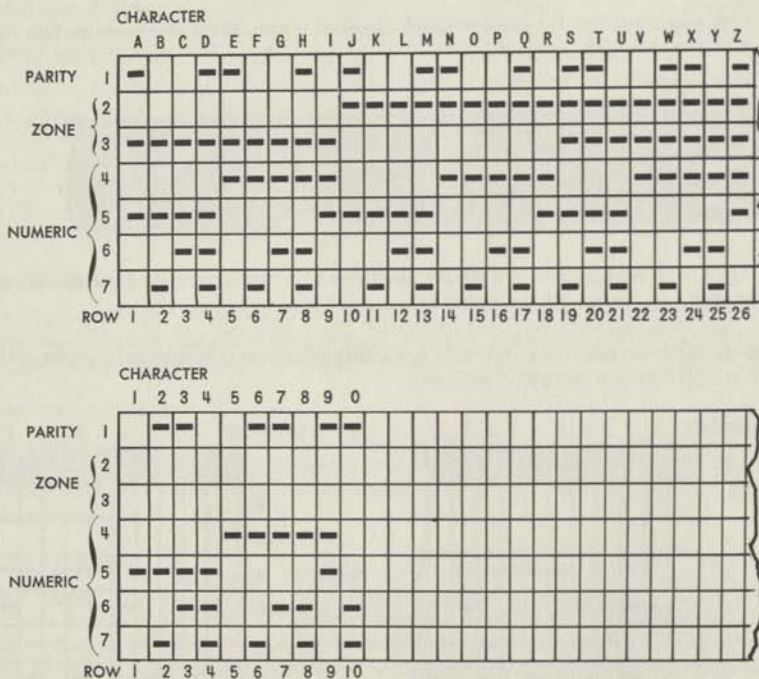 CHARACTER
A B C D E F G H I J K L M N O P Q R S T U V W X Y Z
PARITY 1
2
ZONE
3
4
5
NUMERIC
6
7
ROW 1 2 3 4 5 6 7 8 9 10 11 12 13 14 15 16 17 18 19 20 21 22 23 24 25 26
CHARACTER
1 2 3 4 5 6 7 8 9 0
PARITY 1
2
ZONE
3
4
5
NUMERIC
6
7
ROW 1 2 3 4 5 6 7 8 9 10